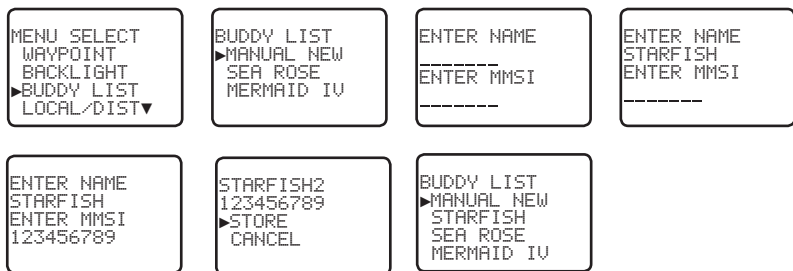 MENU SELECT
WAYPOINT
BACKLIGHT
►BUDDY LIST
LOCAL/DIST▼
BUDDY LIST
►MANUAL NEW
SEA ROSE
MERMAID IV
ENTER NAME
_______
ENTER MMSI
_______
ENTER NAME
STARFISH
ENTER MMSI
_______
ENTER NAME
STARFISH
ENTER MMSI
123456789
STARFISH2
123456789
►STORE
CANCEL
BUDDY LIST
►MANUAL NEW
STARFISH
SEA ROSE
MERMAID IV